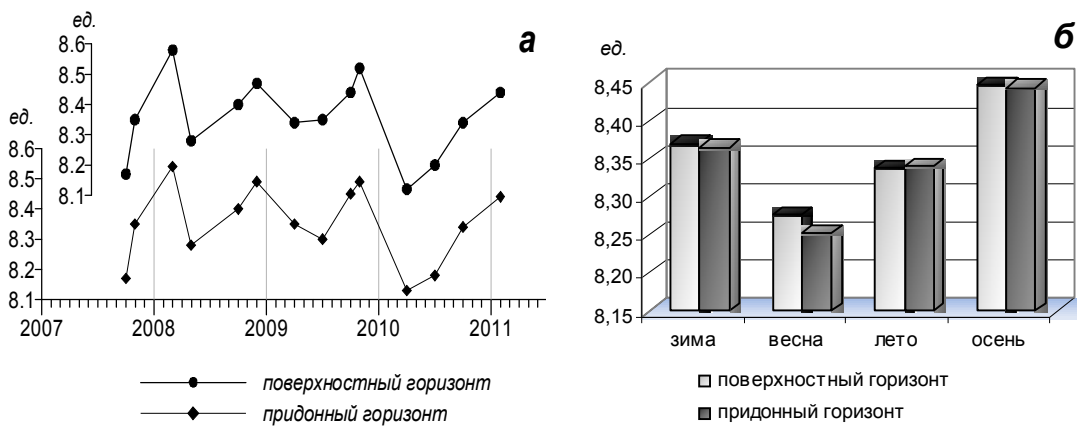 ед.
а
8.6
8.5
8.4
8.3
8.2
8.1
ед.
8.6
8.5
8.4
8.3
8.2
8.1
2007 2008 2009 2010 2011
поверхностный горизонт
придонный горизонт
б
ед.
8,45
8,40
8,35
8,30
8,25
8,20
8,15
зима весна лето осень
поверхностный горизонт
придонный горизонт